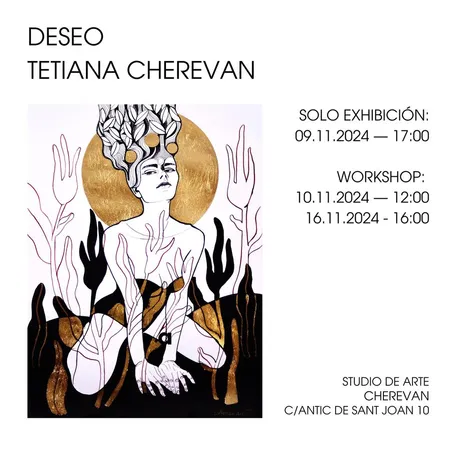 DESEO
TETIANA CHEREVAN
SOLO EXHIBICIÓN:
09.11.2024 — 17:00
WORKSHOP:
10.11.2024 — 12:00
16.11.2024 - 16:00
STUDIO DE ARTE
CHEREVAN
C/ANTIC DE SANT JOAN 10